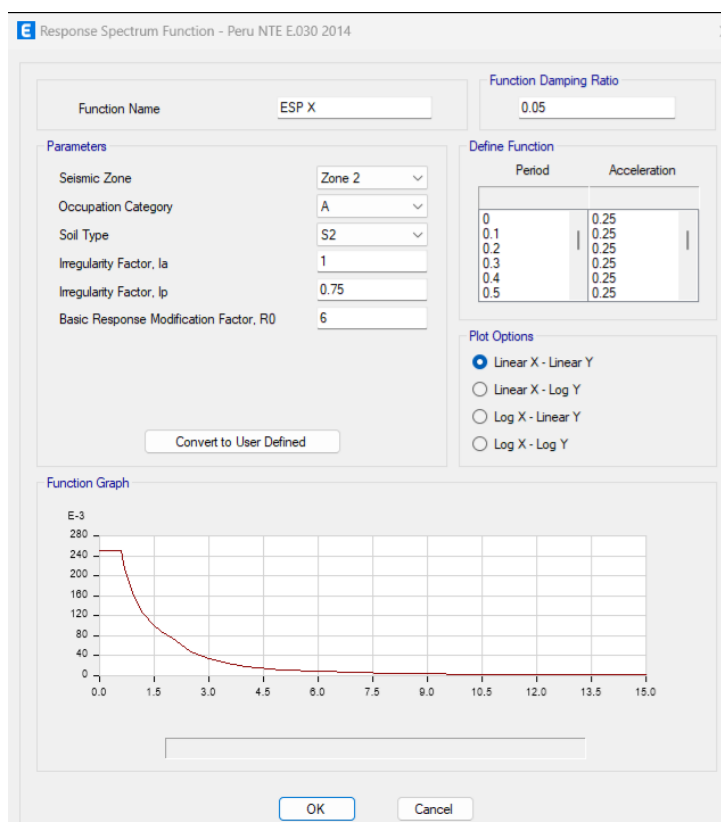 E Response Spectrum Function - Peru NTE E.030 2014
Function Name ESP X
Function Damping Ratio
0.05
Parameters
Seismic Zone Zone 2
Occupation Category A
Soil Type S2
Irregularity Factor, Ia 1
Irregularity Factor, Ip 0.75
Basic Response Modification Factor, R0 6
Convert to User Defined
Define Function
Period Acceleration
0 0.25
0.1 0.25
0.2 0.25
0.3 0.25
0.4 0.25
0.5 0.25
Plot Options
Linear X - Linear Y
Linear X - Log Y
Log X - Linear Y
Log X - Log Y
Function Graph
E-3
280
240
200
160
120
80
40
0
0.0 1.5 3.0 4.5 6.0 7.5 9.0 10.5 12.0 13.5 15.0
OK Cancel